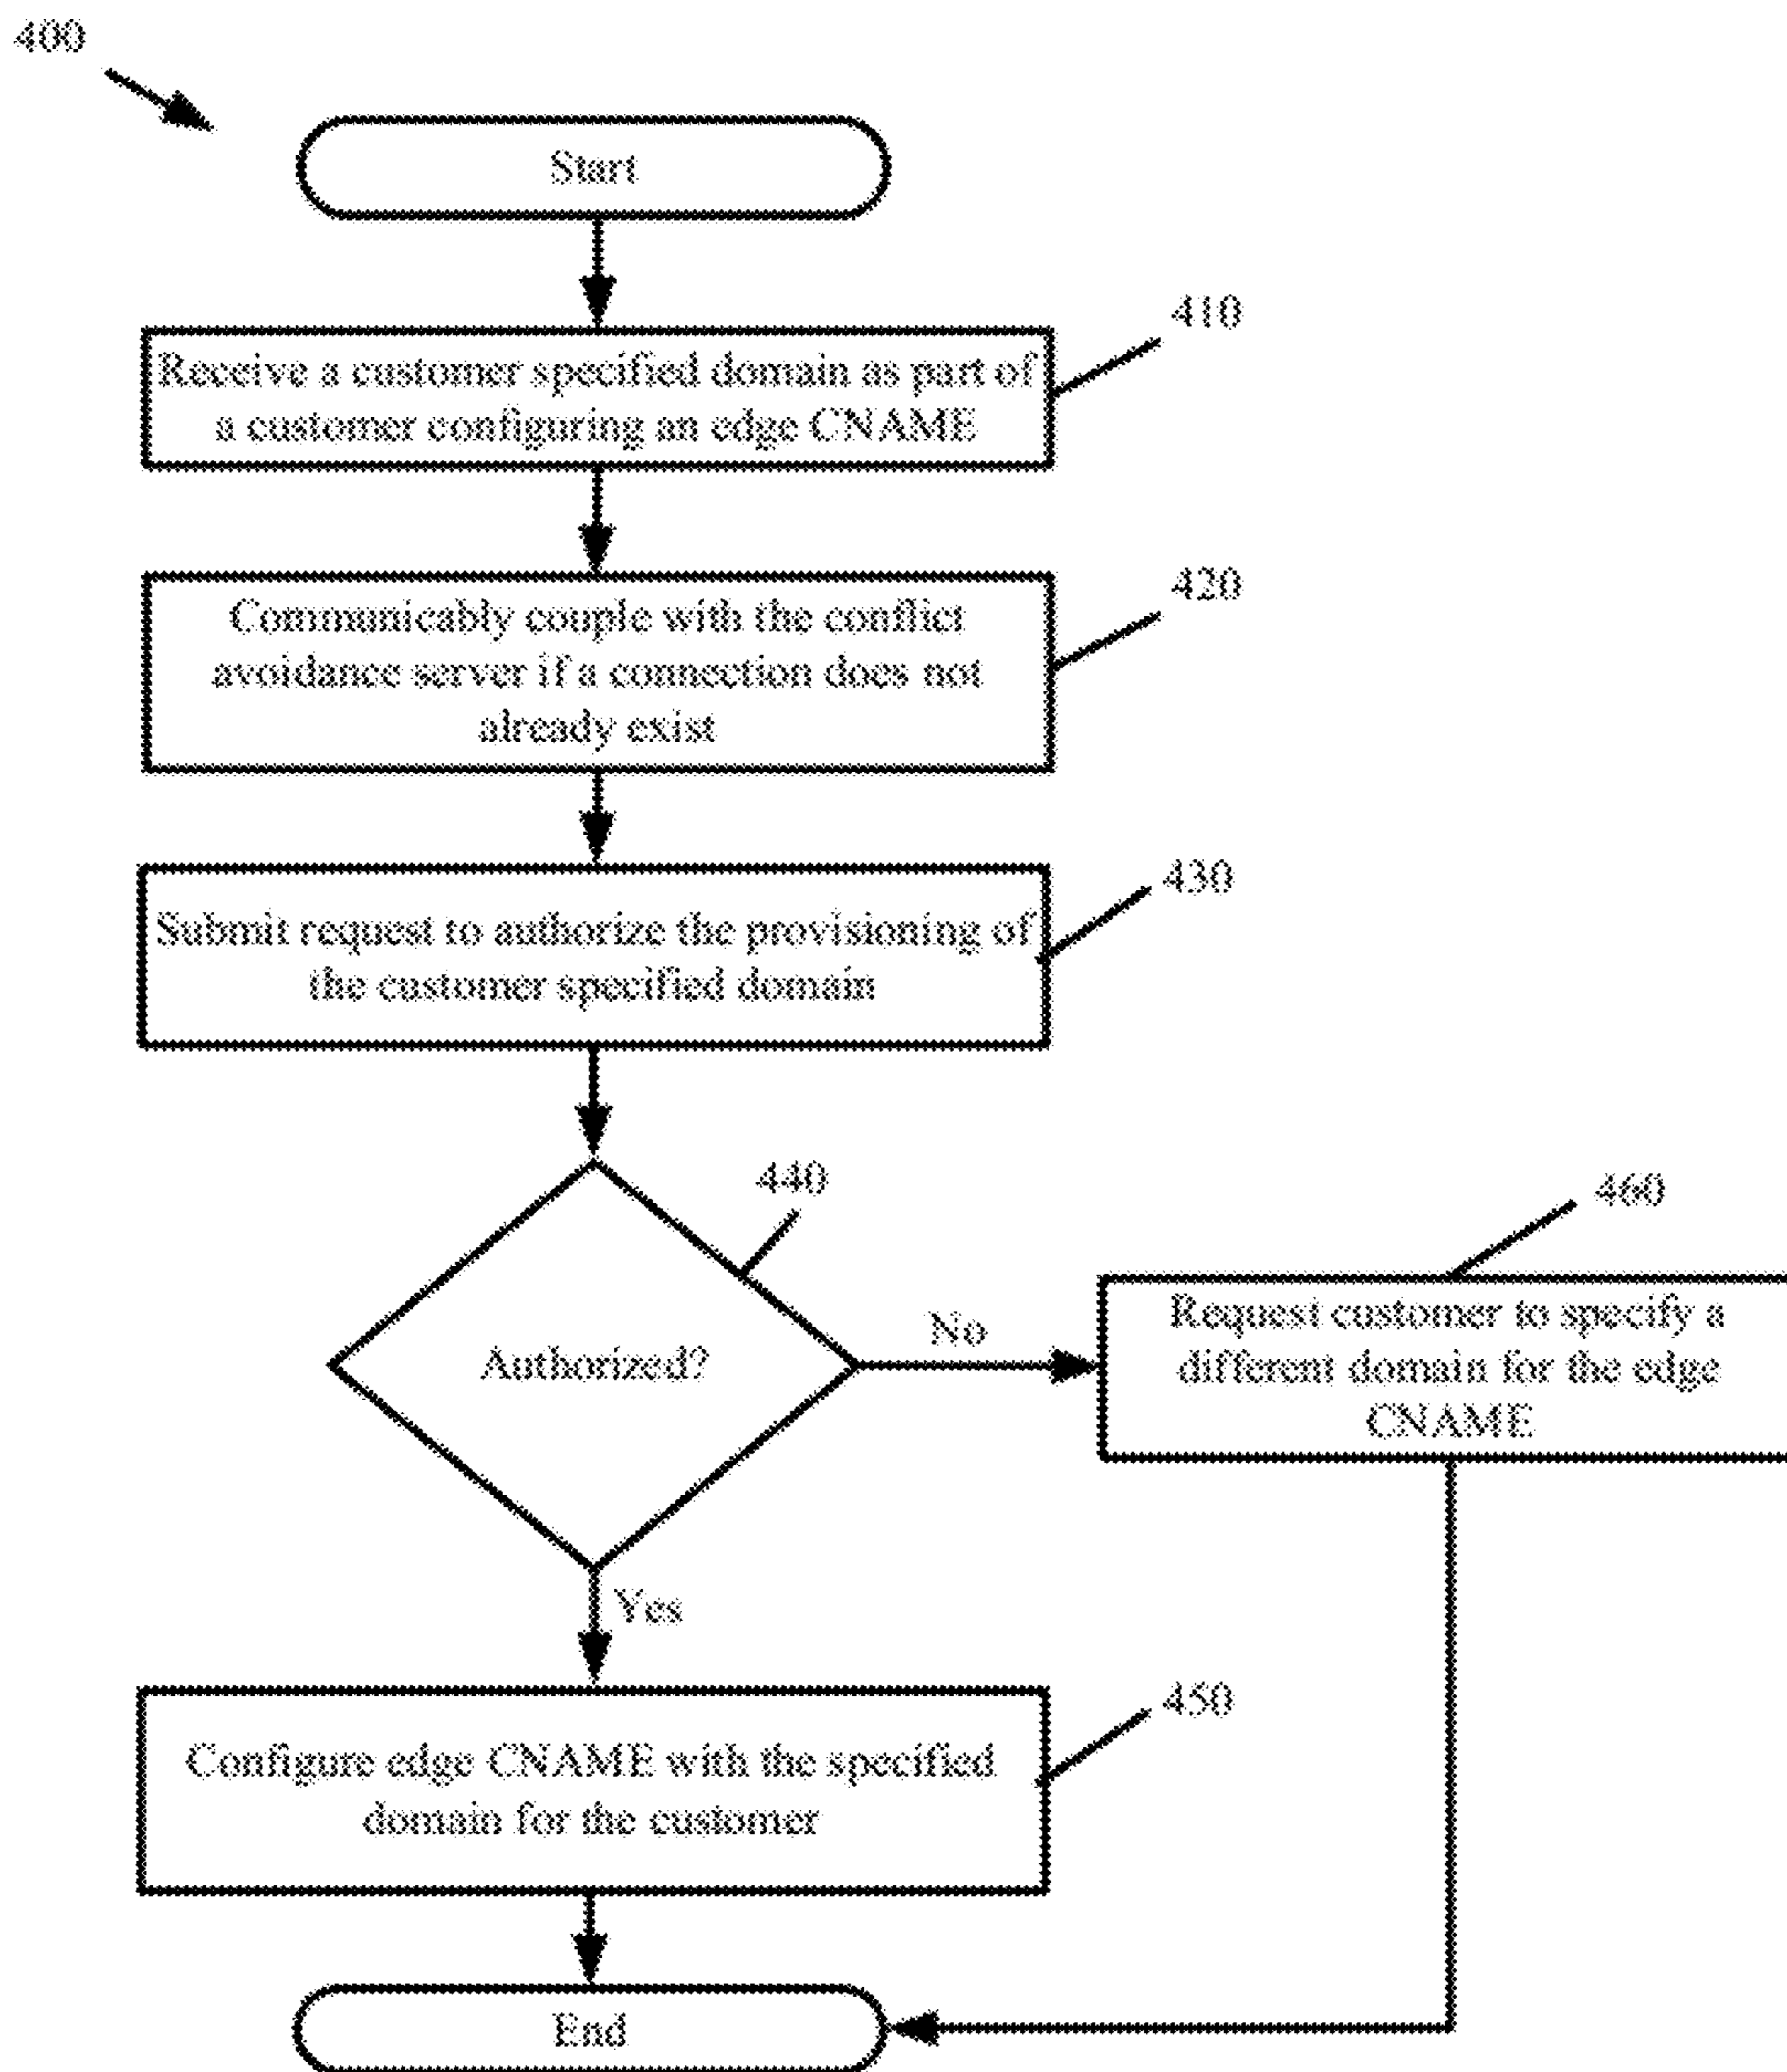 400
Start
410
Receive a customer specified domain as part of
a customer configuring an edge CNAME
420
Communicably couple with the conflict
avoidance server if a connection does not
already exist
430
Submit request to authorize the provisioning of
the customer specified domain
440
Authorized?
No
460
Request customer to specify a
different domain for the edge
CNAME
Yes
450
Configure edge CNAME with the specified
domain for the customer
End